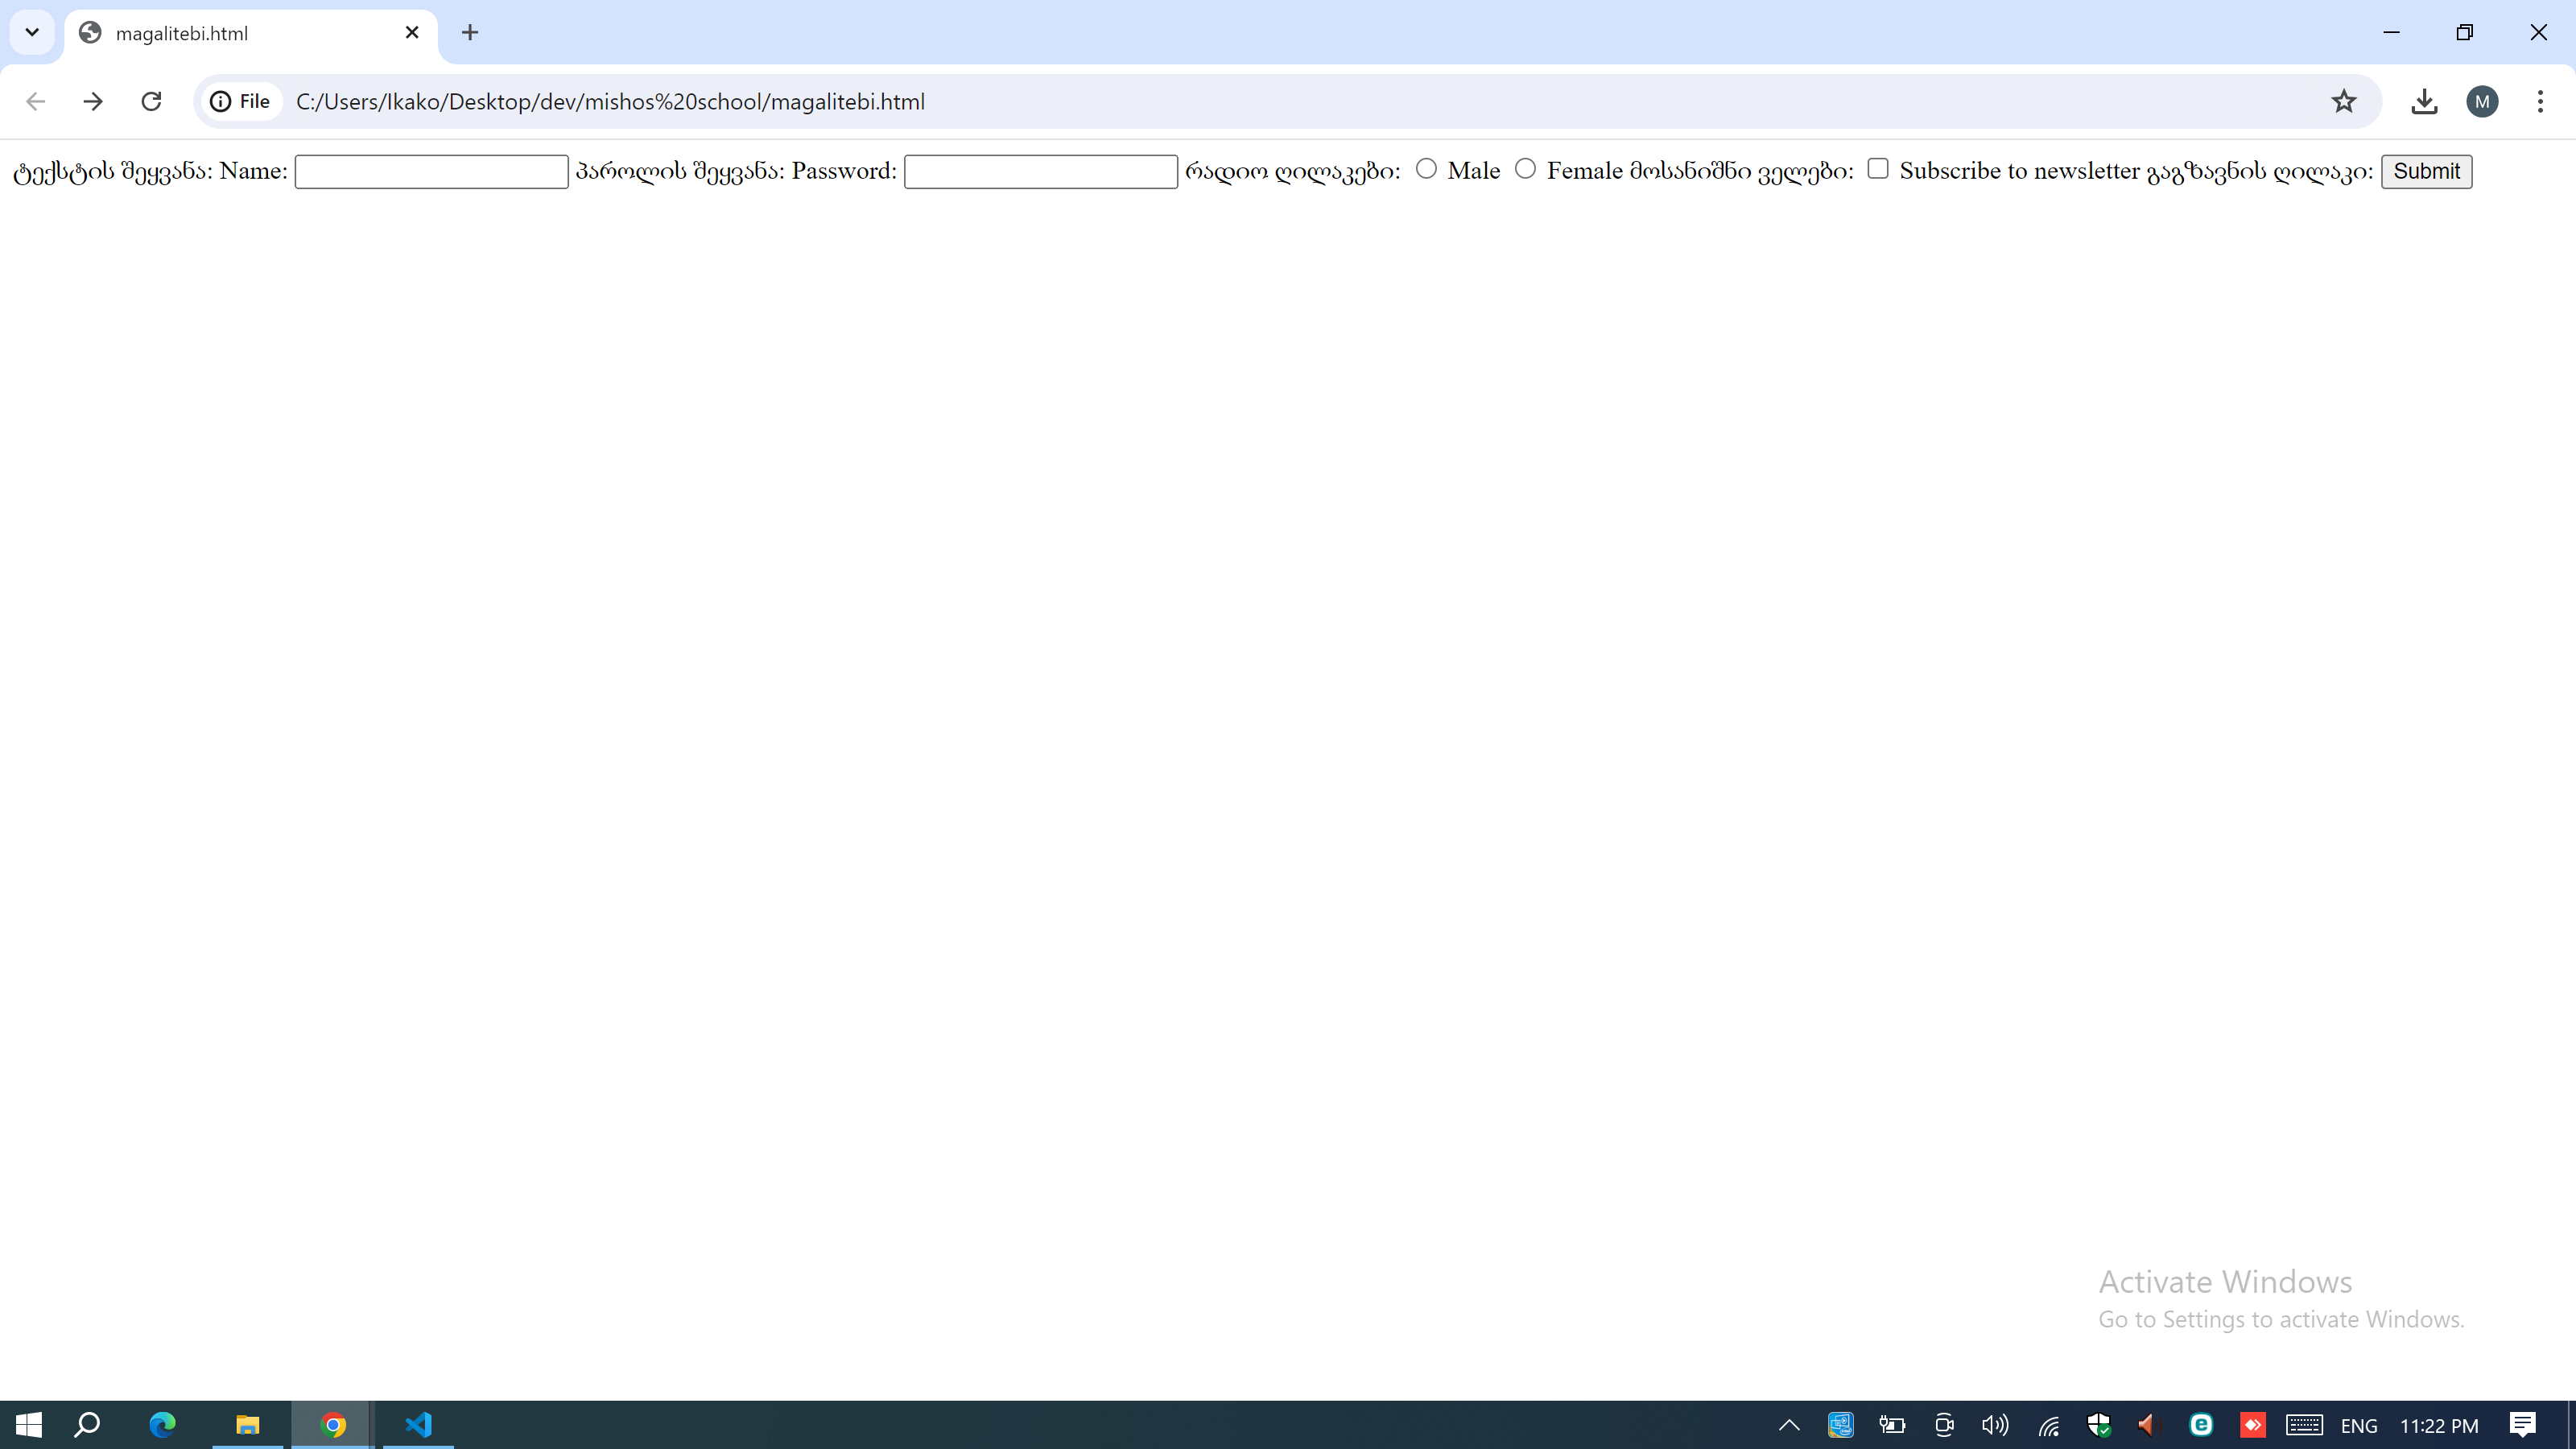 magalitebi.html
File C:/Users/Ikako/Desktop/dev/mishos%20school/magalitebi.html M
ტექსტის შეყვანა: Name: პაროლის შეყვანა: Password: რადიო ღილაკები: Male Female მოსანიშნი ველები: Subscribe to newsletter გაგზავნის ღილაკი: Submit
Activate Windows
Go to Settings to activate Windows.
ENG 11:22 PM